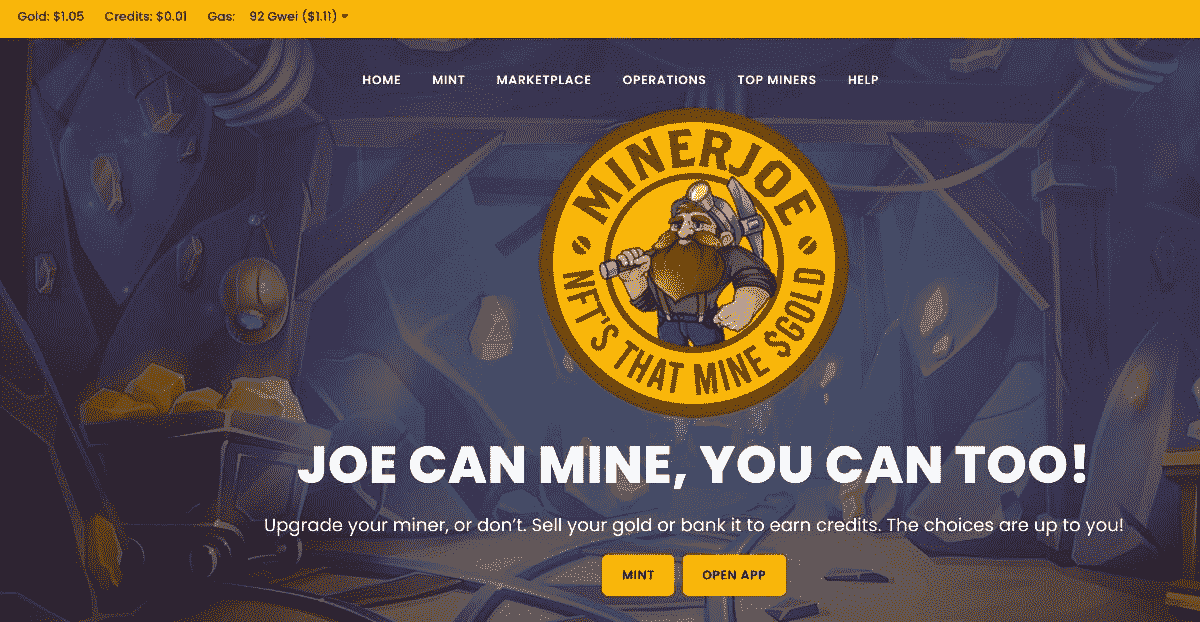 Gold: $1.05 Credits: $0.01 Gas: 92 Gwei ($1.11)
HOME MINT MARKETPLACE OPERATIONS TOP MINERS HELP
MINERJOE
NFT'S THAT MINE $GOLD
JOE CAN MINE, YOU CAN TOO!
Upgrade your miner, or don't. Sell your gold or bank it to earn credits. The choices are up to you!
MINT OPEN APP